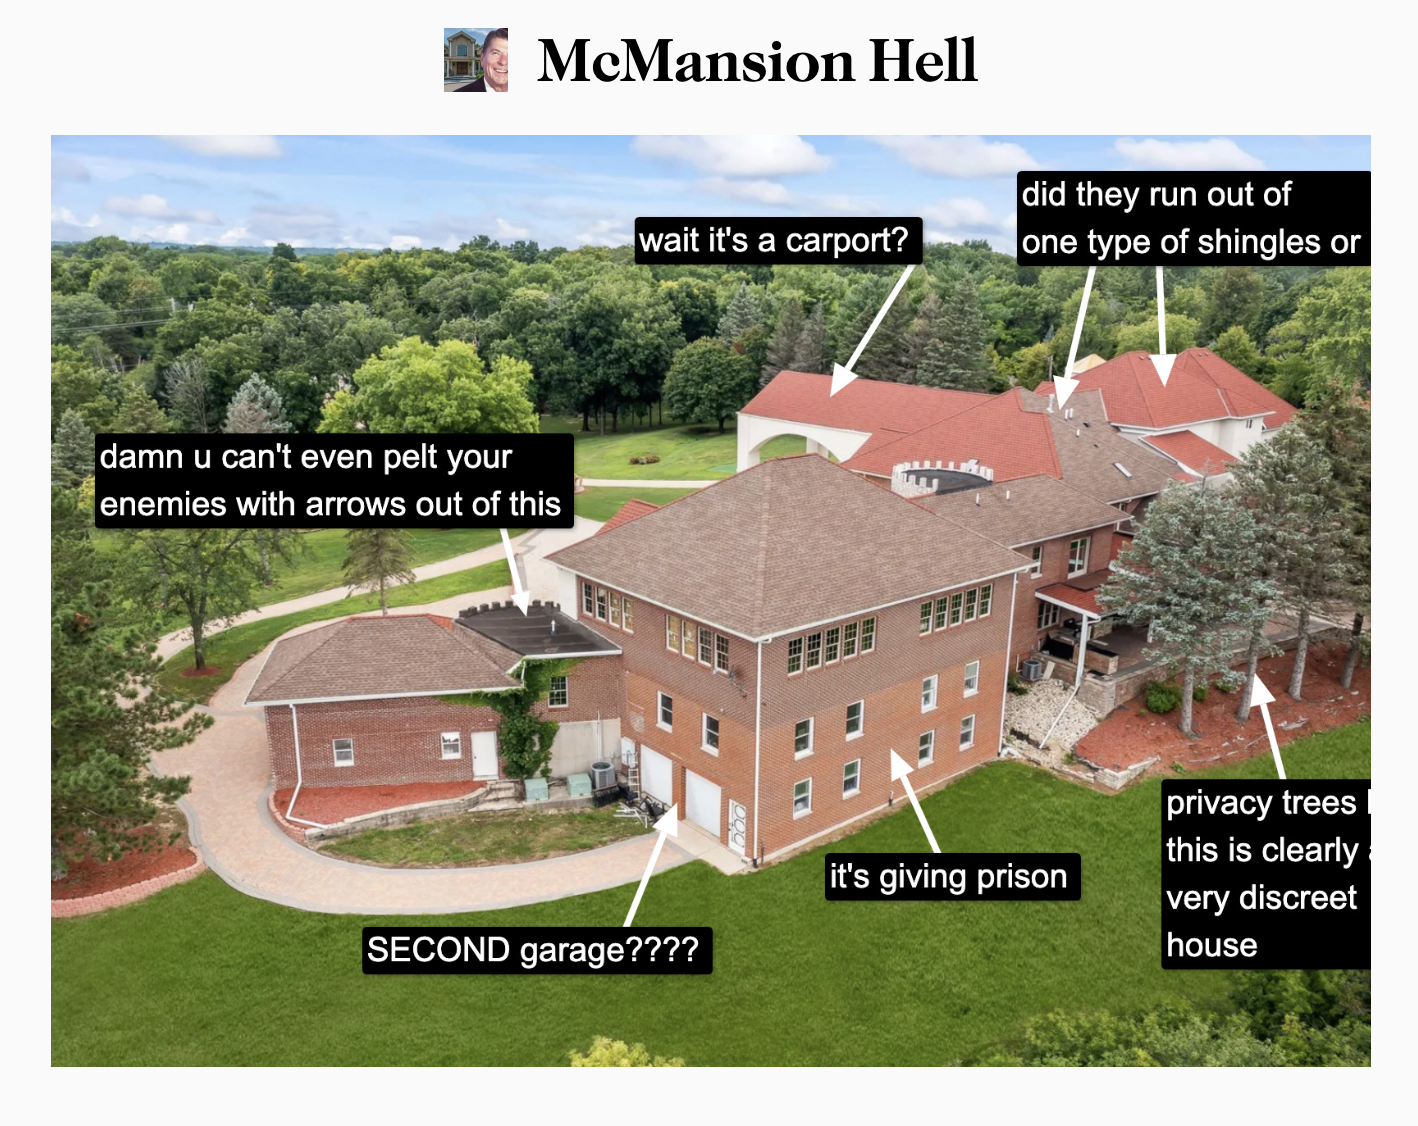 McMansion Hell
did they run out of
one type of shingles or
wait it's a carport?
damn u can't even pelt your
enemies with arrows out of this
privacy trees
this is clearly
very discreet
house
it's giving prison
SECOND garage????